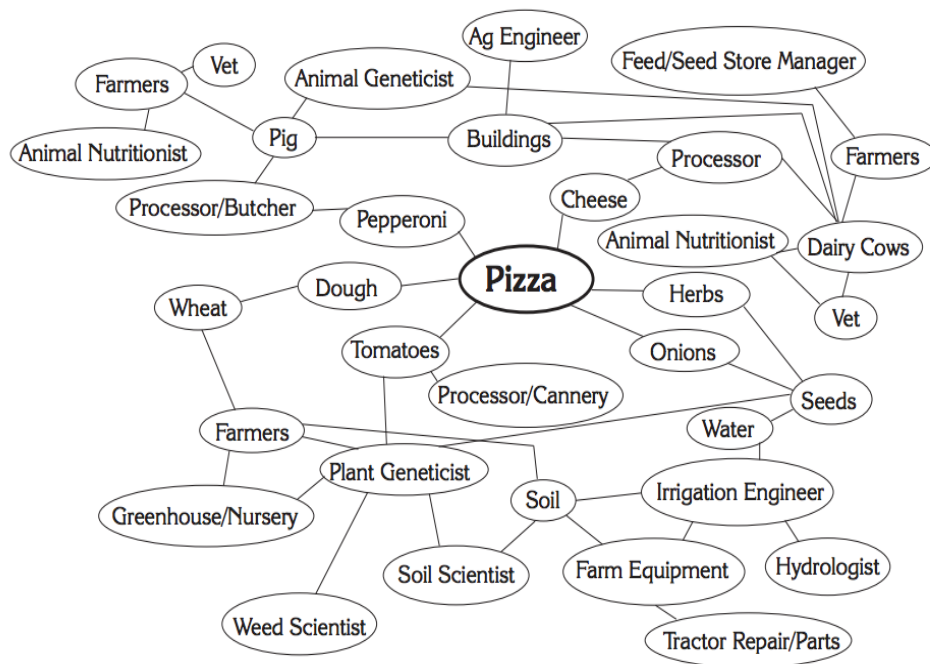 Ag Engineer
Vet
Feed/Seed Store Manager
Animal Geneticist
Farmers
Pig
Buildings
Animal Nutritionist
Processor
Farmers
Cheese
Processor/Butcher
Pepperoni
Animal Nutritionist
Dairy Cows
Pizza
Dough
Herbs
Wheat
Vet
Tomatoes
Onions
Processor/Cannery
Seeds
Farmers
Water
Plant Geneticist
Irrigation Engineer
Soil
Greenhouse/Nursery
Soil Scientist
Farm Equipment
Hydrologist
Weed Scientist
Tractor Repair/Parts